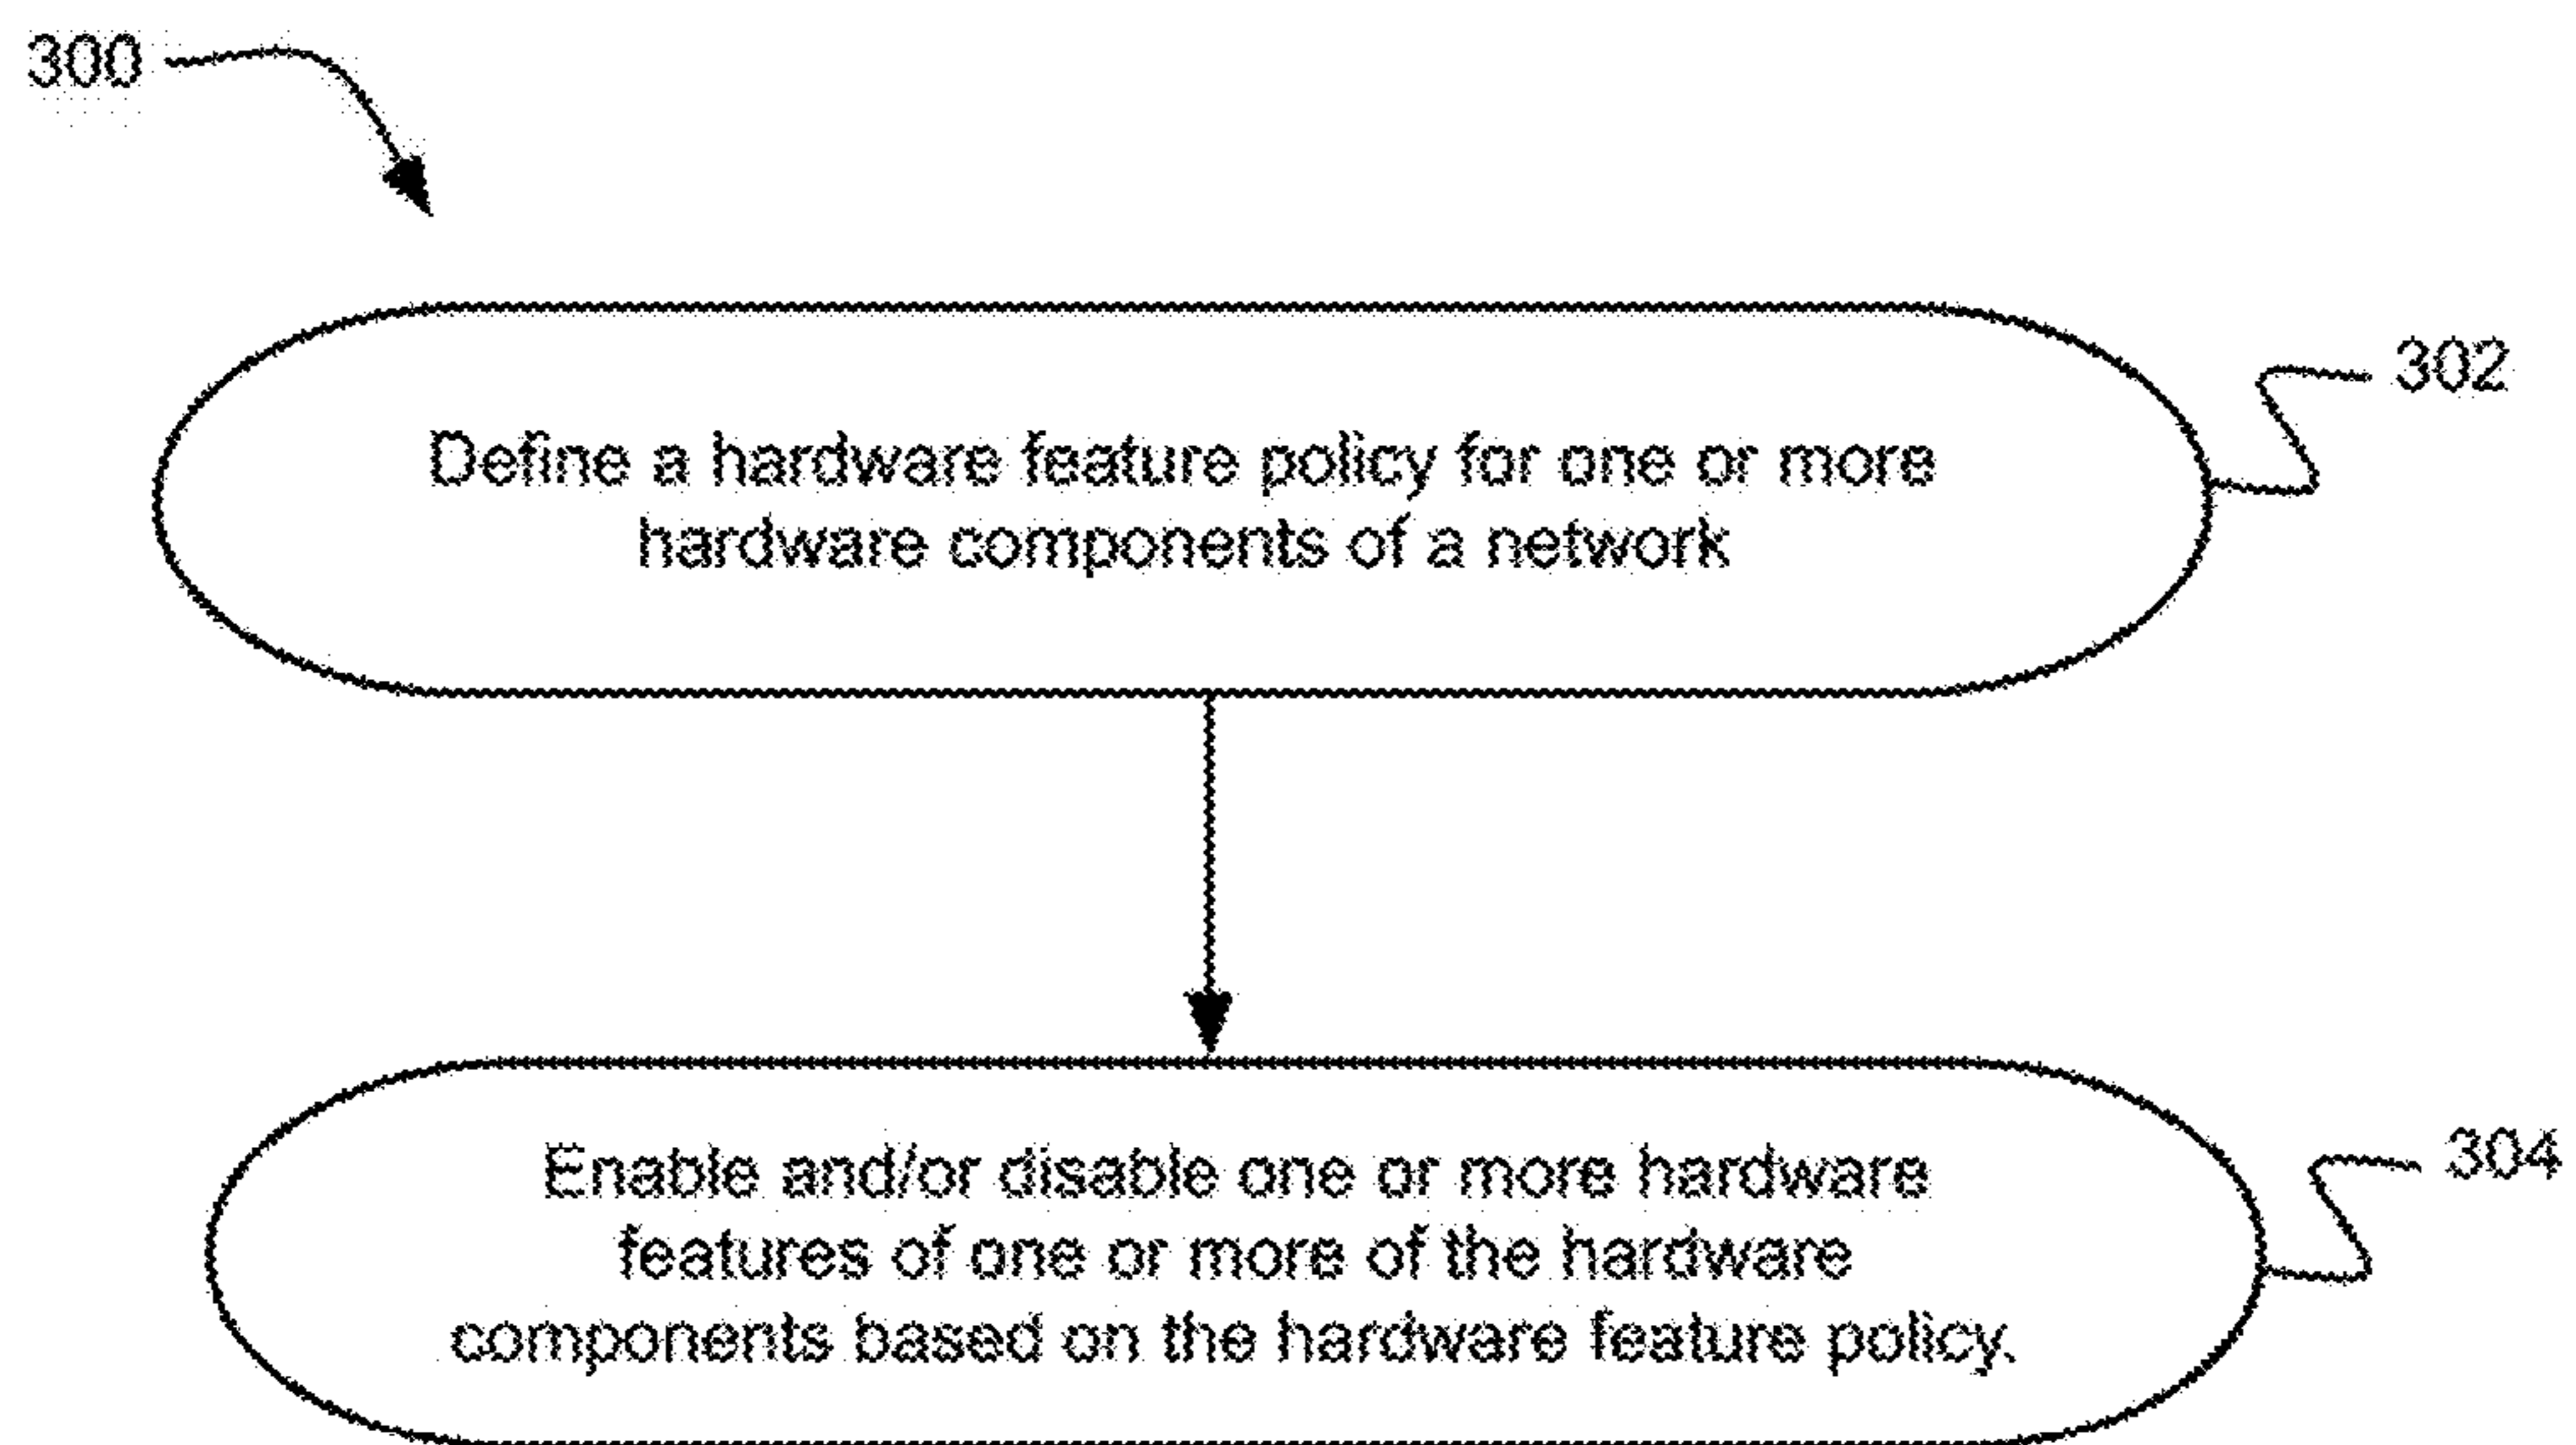 300
Define a hardware feature policy for one or more
hardware components of a network
302
Enable and/or disable one or more hardware
features of one or more of the hardware
components based on the hardware feature policy.
304